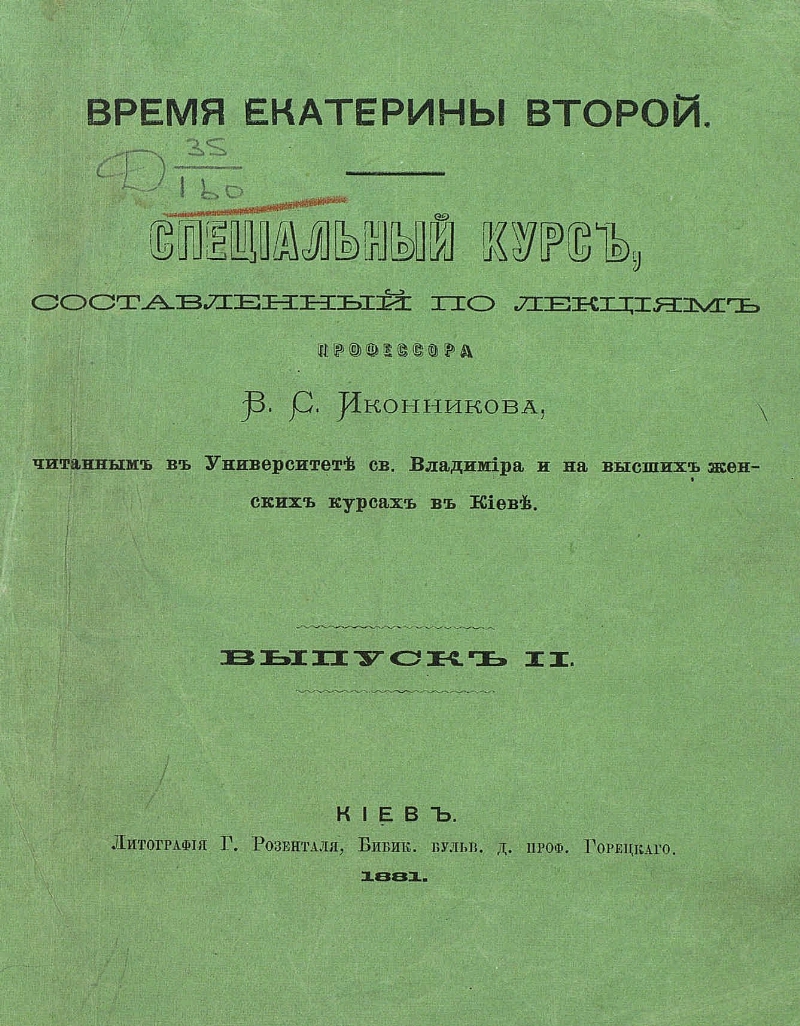 ВРЕМЯ ЕКАТЕРИНЫ ВТОРОЙ.
Ф 35
160
СПЕЦІАЛЬНЫЙ КУРСЪ,
СОСТАВЛЕННЫЙ ПО ЛЕКЦІЯМЪ
ПРОФЕССОРА
В. С. Иконникова,
читаннымъ въ Университетѣ св. Владиміра и на высшихъ жен-
скихъ курсахъ въ Кіевѣ.
ВЫПУСКЪ II.
КІЕВЪ.
Литографія Г. Розенталя, Бибик. бульв. д. проф. Горецкаго.
1881.